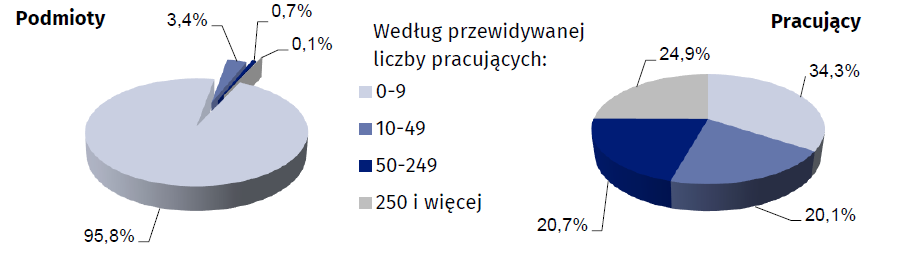 Podmioty
3,4%
0,7%
0,1%
95,8%
Według przewidywanej
liczby pracujących:
0-9
10-49
50-249
250 i więcej
Pracujący
24,9%
34,3%
20,7%
20,1%